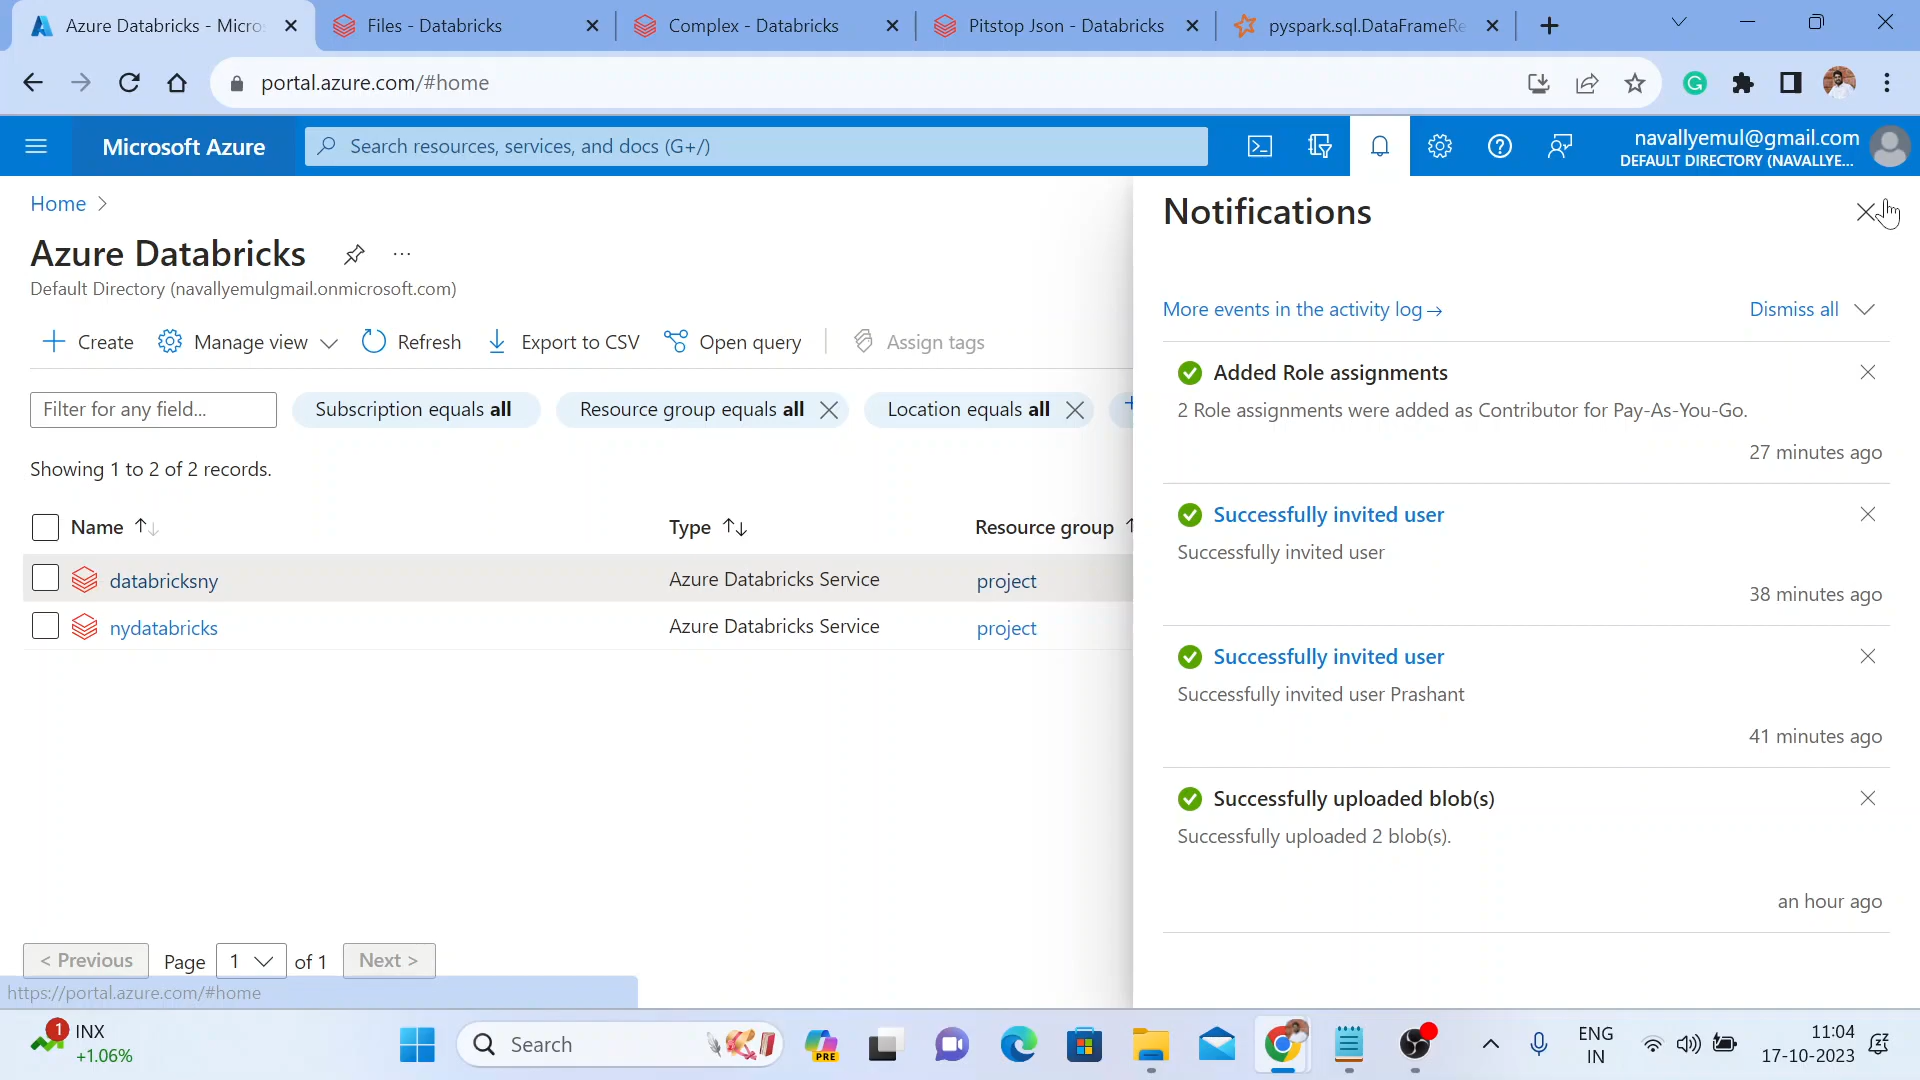 Azure Databricks - Micro
Files - Databricks
Complex - Databricks
Pitstop Json - Databricks
pyspark.sql.DataFrameRe
portal.azure.com/#home
Microsoft Azure
Search resources, services, and docs (G+/)
navallyemul@gmail.com
DEFAULT DIRECTORY (NAVALLYE...
Home >
Azure Databricks
Default Directory (navallyemulgmail.onmicrosoft.com)
Create
Manage view
Refresh
Export to CSV
Open query
Assign tags
Filter for any field...
Subscription equals all
Resource group equals all
Location equals all
Showing 1 to 2 of 2 records.
Name
Type
Resource group
databricksny
Azure Databricks Service
project
nydatabricks
Azure Databricks Service
project
< Previous
Page
1
of 1
Next >
https://portal.azure.com/#home
Notifications
More events in the activity log→
Dismiss all
Added Role assignments
2 Role assignments were added as Contributor for Pay-As-You-Go.
27 minutes ago
Successfully invited user
Successfully invited user
38 minutes ago
Successfully invited user
Successfully invited user Prashant
41 minutes ago
Successfully uploaded blob(s)
Successfully uploaded 2 blob(s).
an hour ago
1
INX
+1.06%
Search
PRE
ENG
IN
11:04
17-10-2023